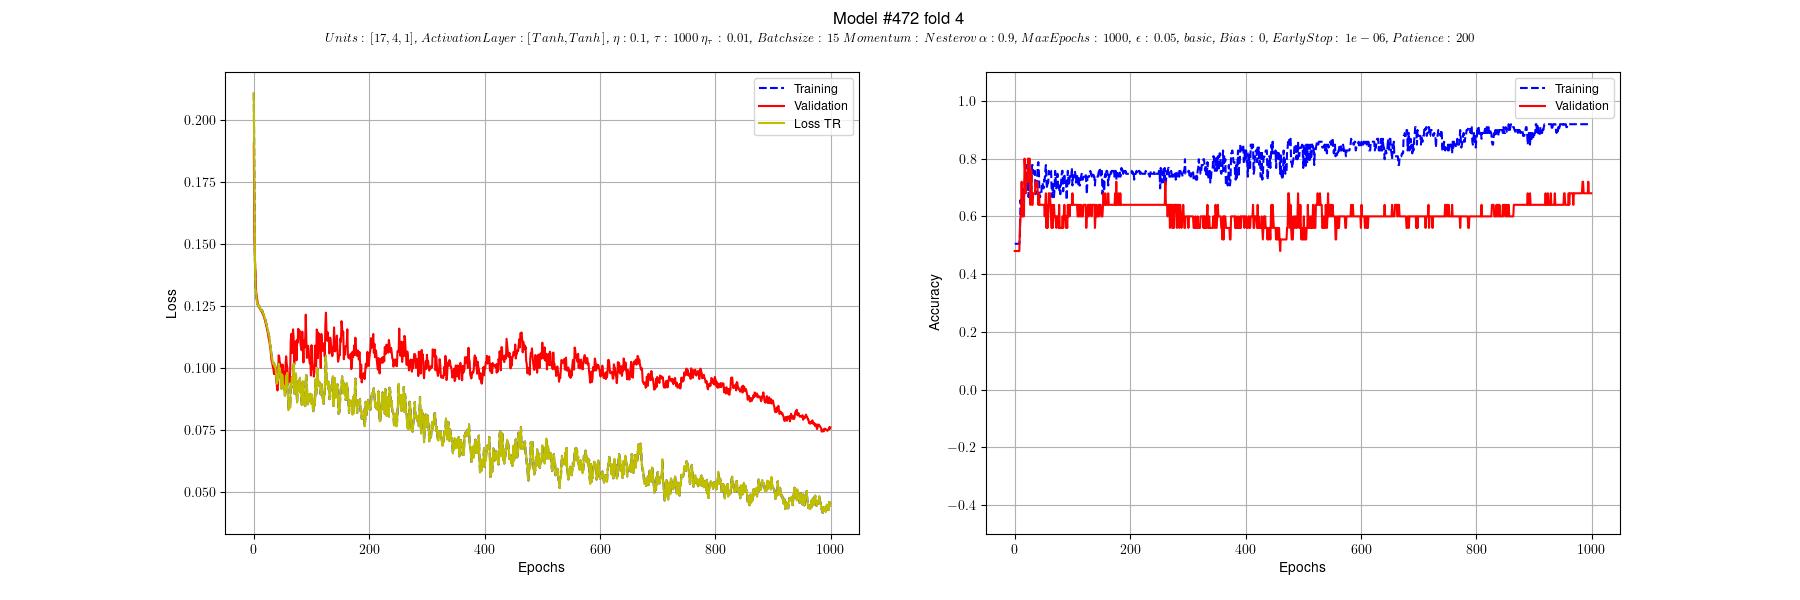 Model #472 fold 4
Units : [17, 4, 1], ActivationLayer : [Tanh, Tanh], η : 0.1, τ : 1000 ητ : 0.01, Batchsize : 15 Momentum : Nesterov α : 0.9, MaxEpochs : 1000, ϵ : 0.05, basic, Bias : 0, EarlyStop : 1e − 06, Patience : 200
Training
Validation
Loss TR
0.200
0.175
0.150
0.125
0.100
0.075
0.050
Loss
0 200 400 600 800 1000
Epochs
Training
Validation
1.0
0.8
0.6
0.4
0.2
0.0
−0.2
−0.4
Accuracy
0 200 400 600 800 1000
Epochs